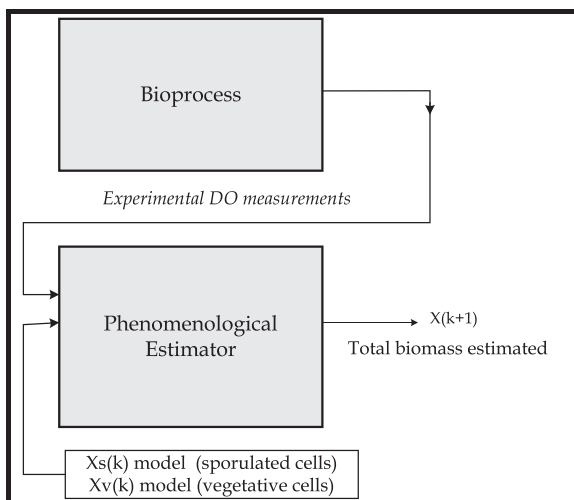 Bioprocess
Experimental DO measurements
Phenomenological
Estimator
X(k+1)
Total biomass estimated
Xs(k) model (sporulated cells)
Xv(k) model (vegetative cells)